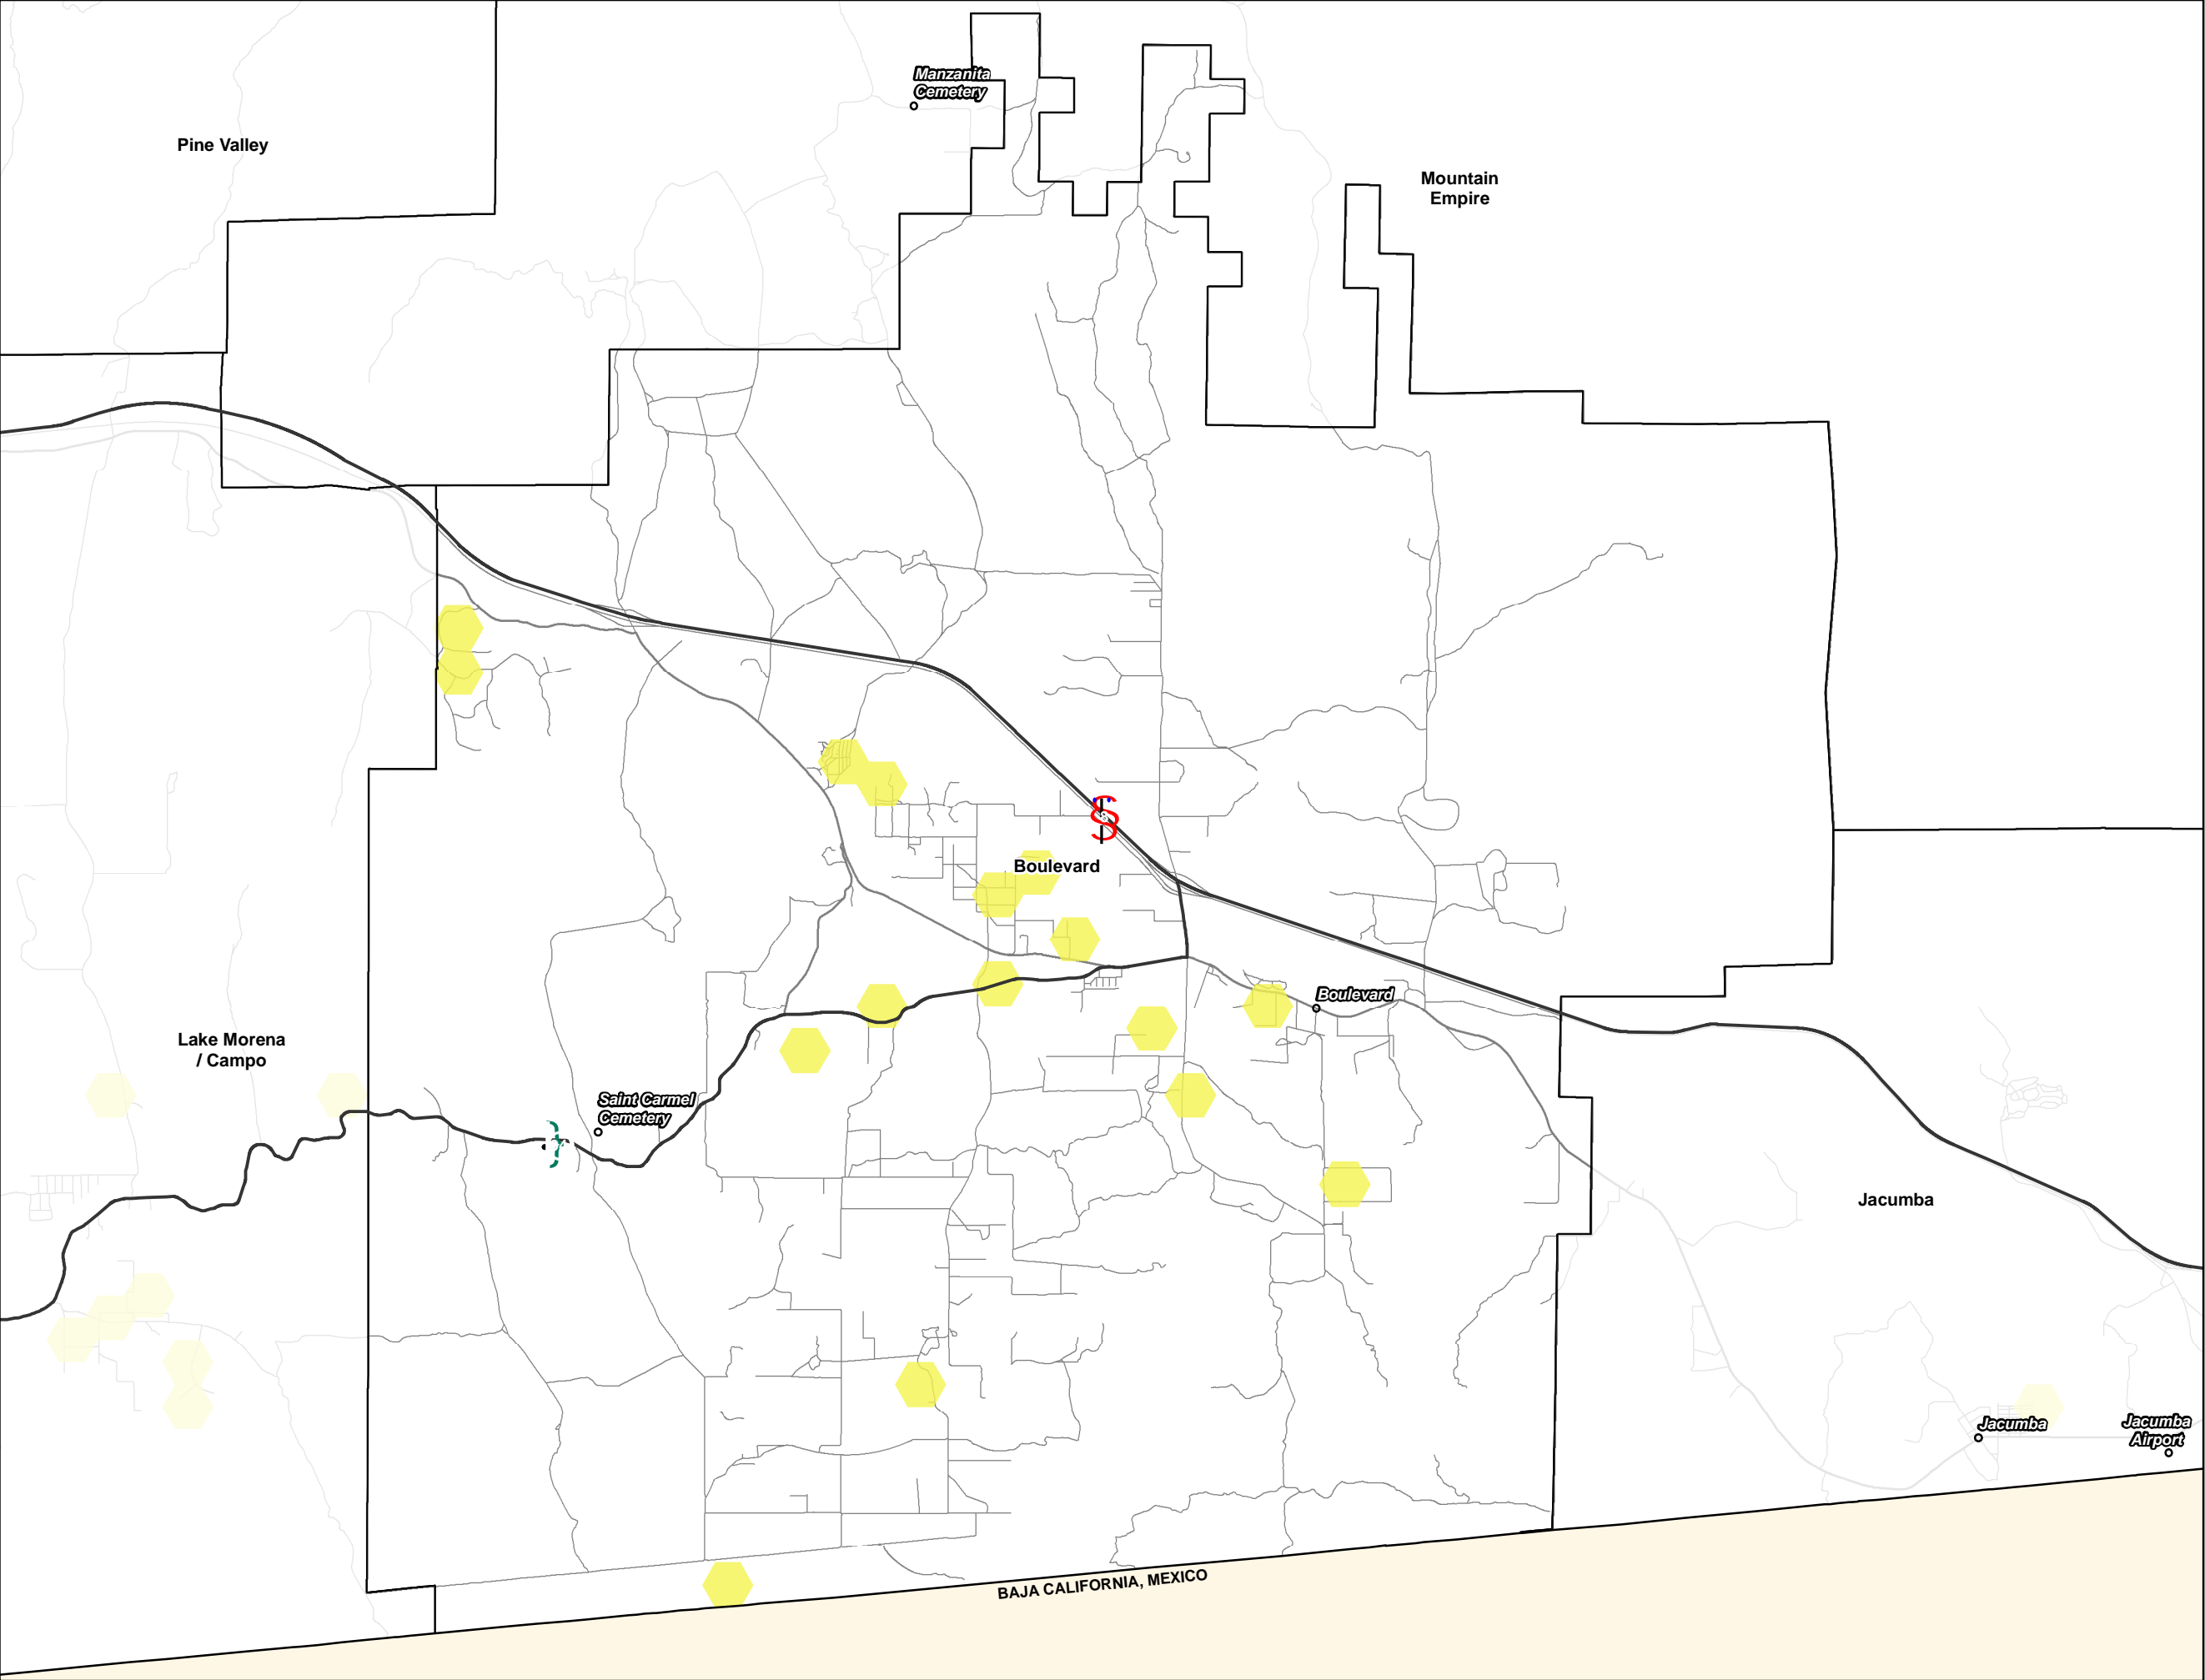 Manzanita
Cemetery
Pine Valley
Mountain
Empire
Boulevard
Boulevard
Lake Morena
/ Campo
Saint Carmel
Cemetery
Jacumba
Jacumba
Jacumba
Airport
BAJA CALIFORNIA, MEXICO